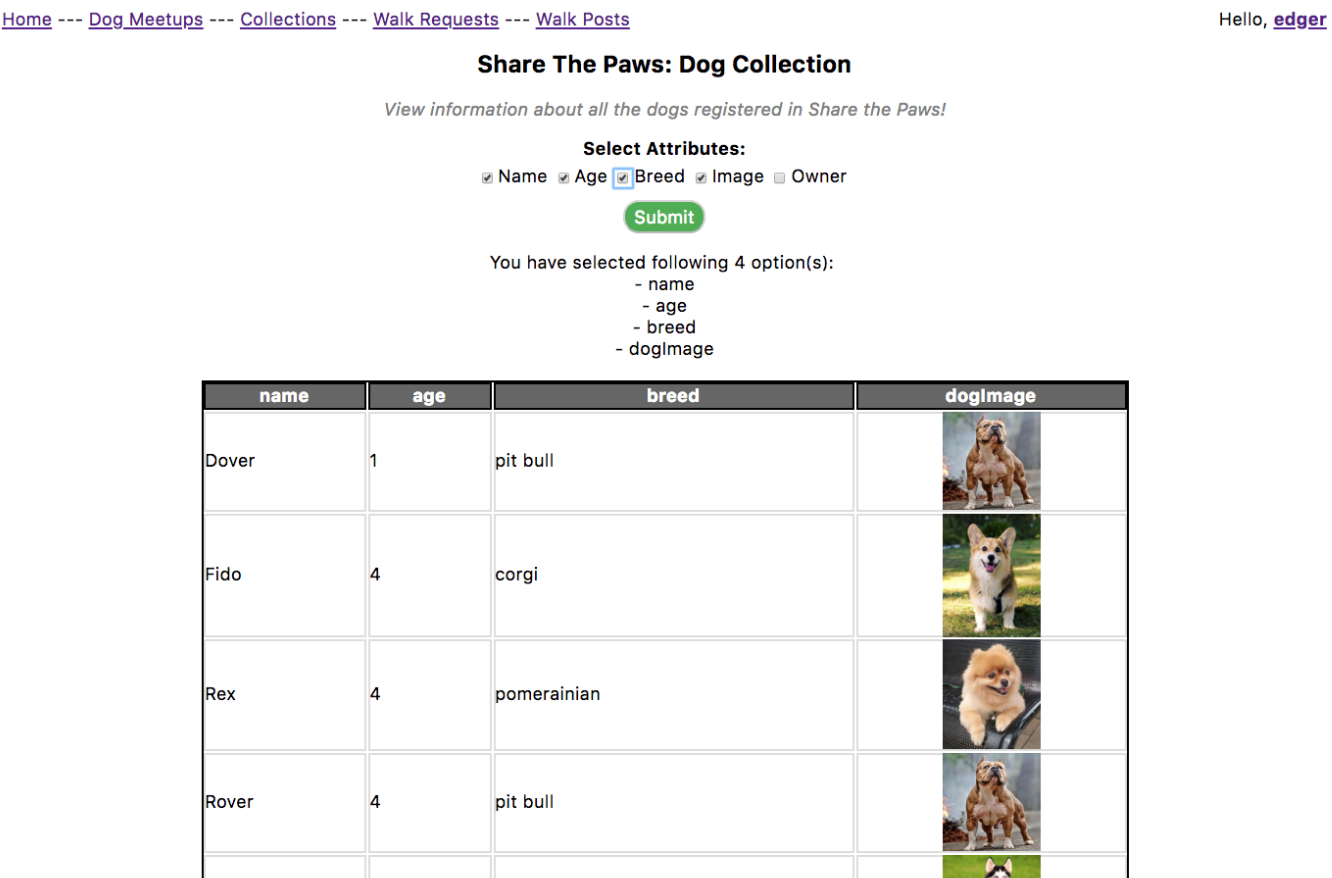 Home --- Dog Meetups --- Collections --- Walk Requests --- Walk Posts Hello, edger
Share The Paws: Dog Collection
View information about all the dogs registered in Share the Paws!
Select Attributes:
Name Age Breed Image Owner
Submit
You have selected following 4 option(s):
- name
- age
- breed
- dogImage
name age breed dogImage
Dover 1 pit bull
Fido 4 corgi
Rex 4 pomerainian
Rover 4 pit bull